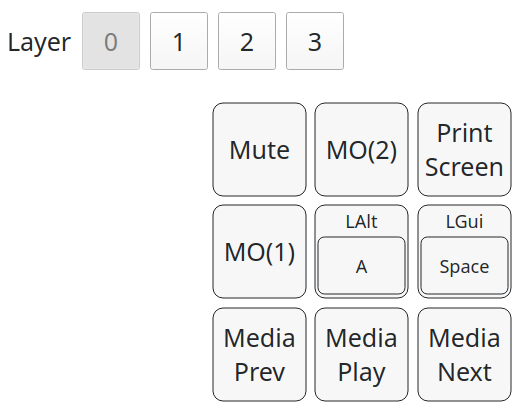 Layer 0 1 2 3
Mute MO(2) Print Screen
MO(1) LAlt A LGui Space
Media Prev Media Play Media Next